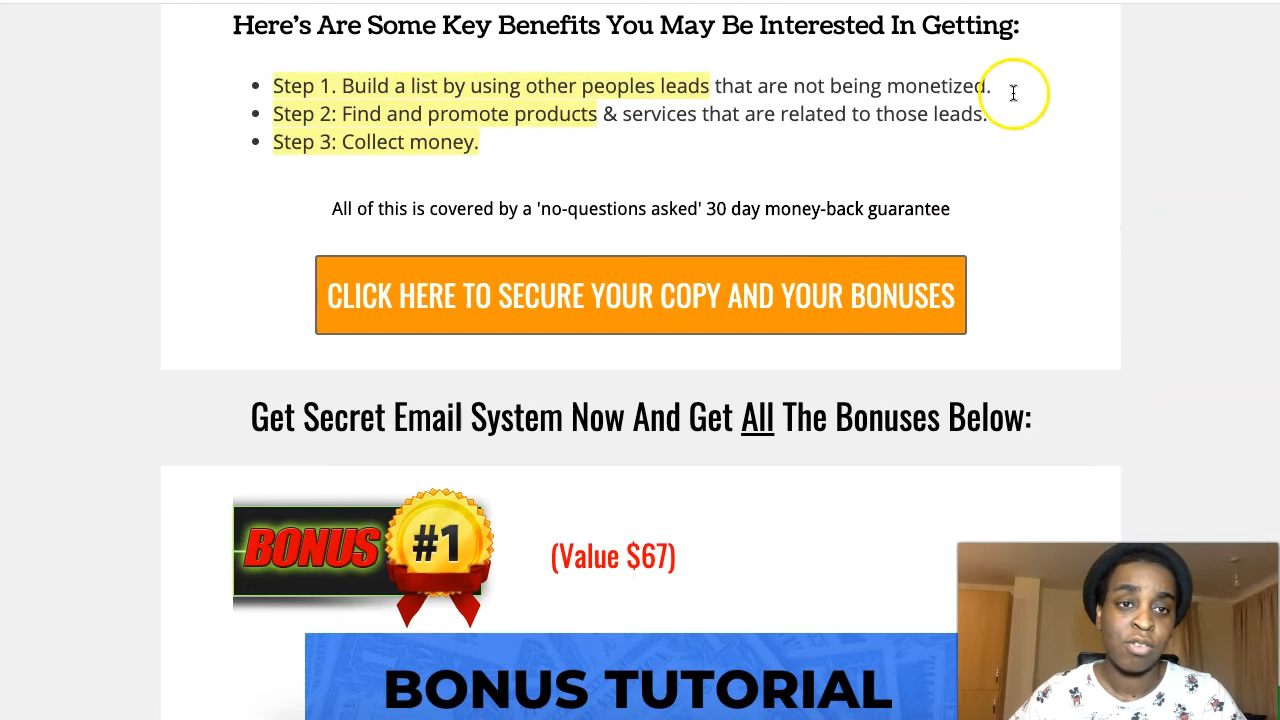 Here's Are Some Key Benefits You May Be Interested In Getting:
Step 1. Build a list by using other peoples leads that are not being monetized.
Step 2: Find and promote products & services that are related to those leads.
Step 3: Collect money.
All of this is covered by a 'no-questions asked' 30 day money-back guarantee
CLICK HERE TO SECURE YOUR COPY AND YOUR BONUSES
Get Secret Email System Now And Get All The Bonuses Below:
BONUS #1
(Value $67)
BONUS TUTORIAL